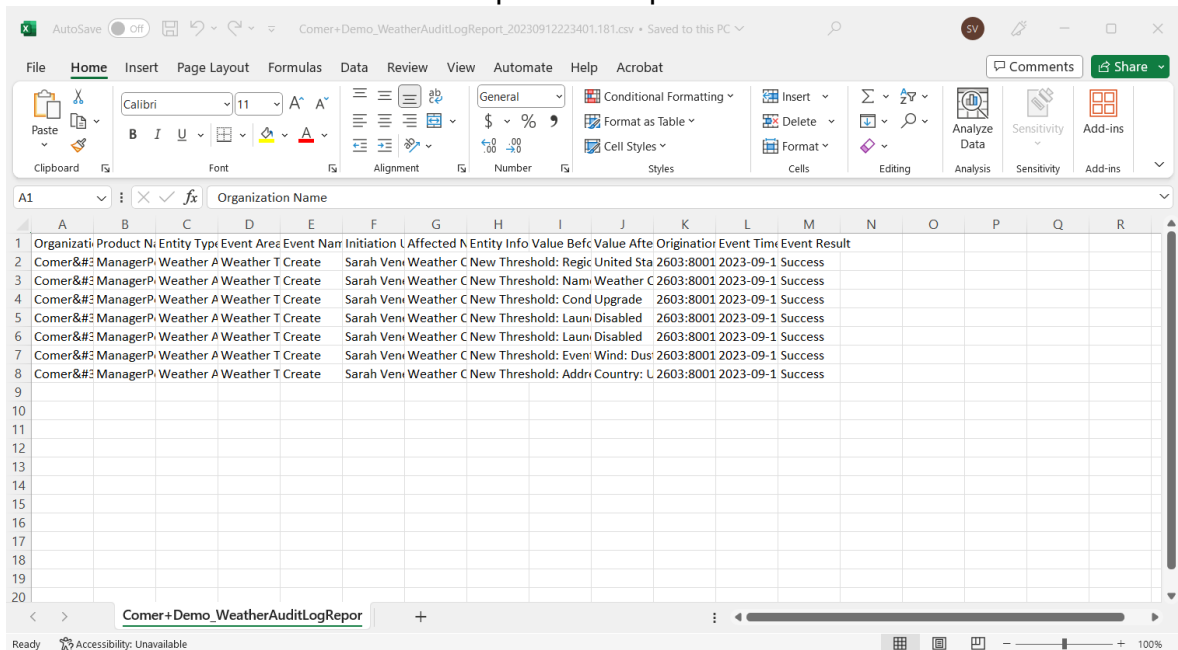 AutoSave Off Comer+Demo_WeatherAuditLogReport_20230912223401.181.csv • Saved to this PC SV
File Home Insert Page Layout Formulas Data Review View Automate Help Acrobat Comments Share
Calibri 11 A^ A˅ ab General Conditional Formatting Insert Σ
Paste B I U A $ % 9 Format as Table Delete Analyze Data Sensitivity Add-ins
Cell Styles Format
Clipboard Font Alignment Number Styles Cells Editing Analysis Sensitivity Add-ins
A1 fx Organization Name
A B C D E F G H I J K L M N O P Q R
1 Organizati Product N Entity Type Event Area Event Nam Initiation U Affected N Entity Info Value Befo Value Afte Origination Event Time Event Result
2 Comer&#3 ManagerP Weather A Weather T Create Sarah Ven Weather C New Threshold: Regio United Sta 2603:8001 2023-09-1 Success
3 Comer&#3 ManagerP Weather A Weather T Create Sarah Ven Weather C New Threshold: Nam Weather C 2603:8001 2023-09-1 Success
4 Comer&#3 ManagerP Weather A Weather T Create Sarah Ven Weather C New Threshold: Cond Upgrade 2603:8001 2023-09-1 Success
5 Comer&#3 ManagerP Weather A Weather T Create Sarah Ven Weather C New Threshold: Laun Disabled 2603:8001 2023-09-1 Success
6 Comer&#3 ManagerP Weather A Weather T Create Sarah Ven Weather C New Threshold: Laun Disabled 2603:8001 2023-09-1 Success
7 Comer&#3 ManagerP Weather A Weather T Create Sarah Ven Weather C New Threshold: Event Wind: Dus 2603:8001 2023-09-1 Success
8 Comer&#3 ManagerP Weather A Weather T Create Sarah Ven Weather C New Threshold: Addre Country: U 2603:8001 2023-09-1 Success
9
10
11
12
13
14
15
16
17
18
19
20
Comer+Demo_WeatherAuditLogRepor +
Ready Accessibility: Unavailable 100%